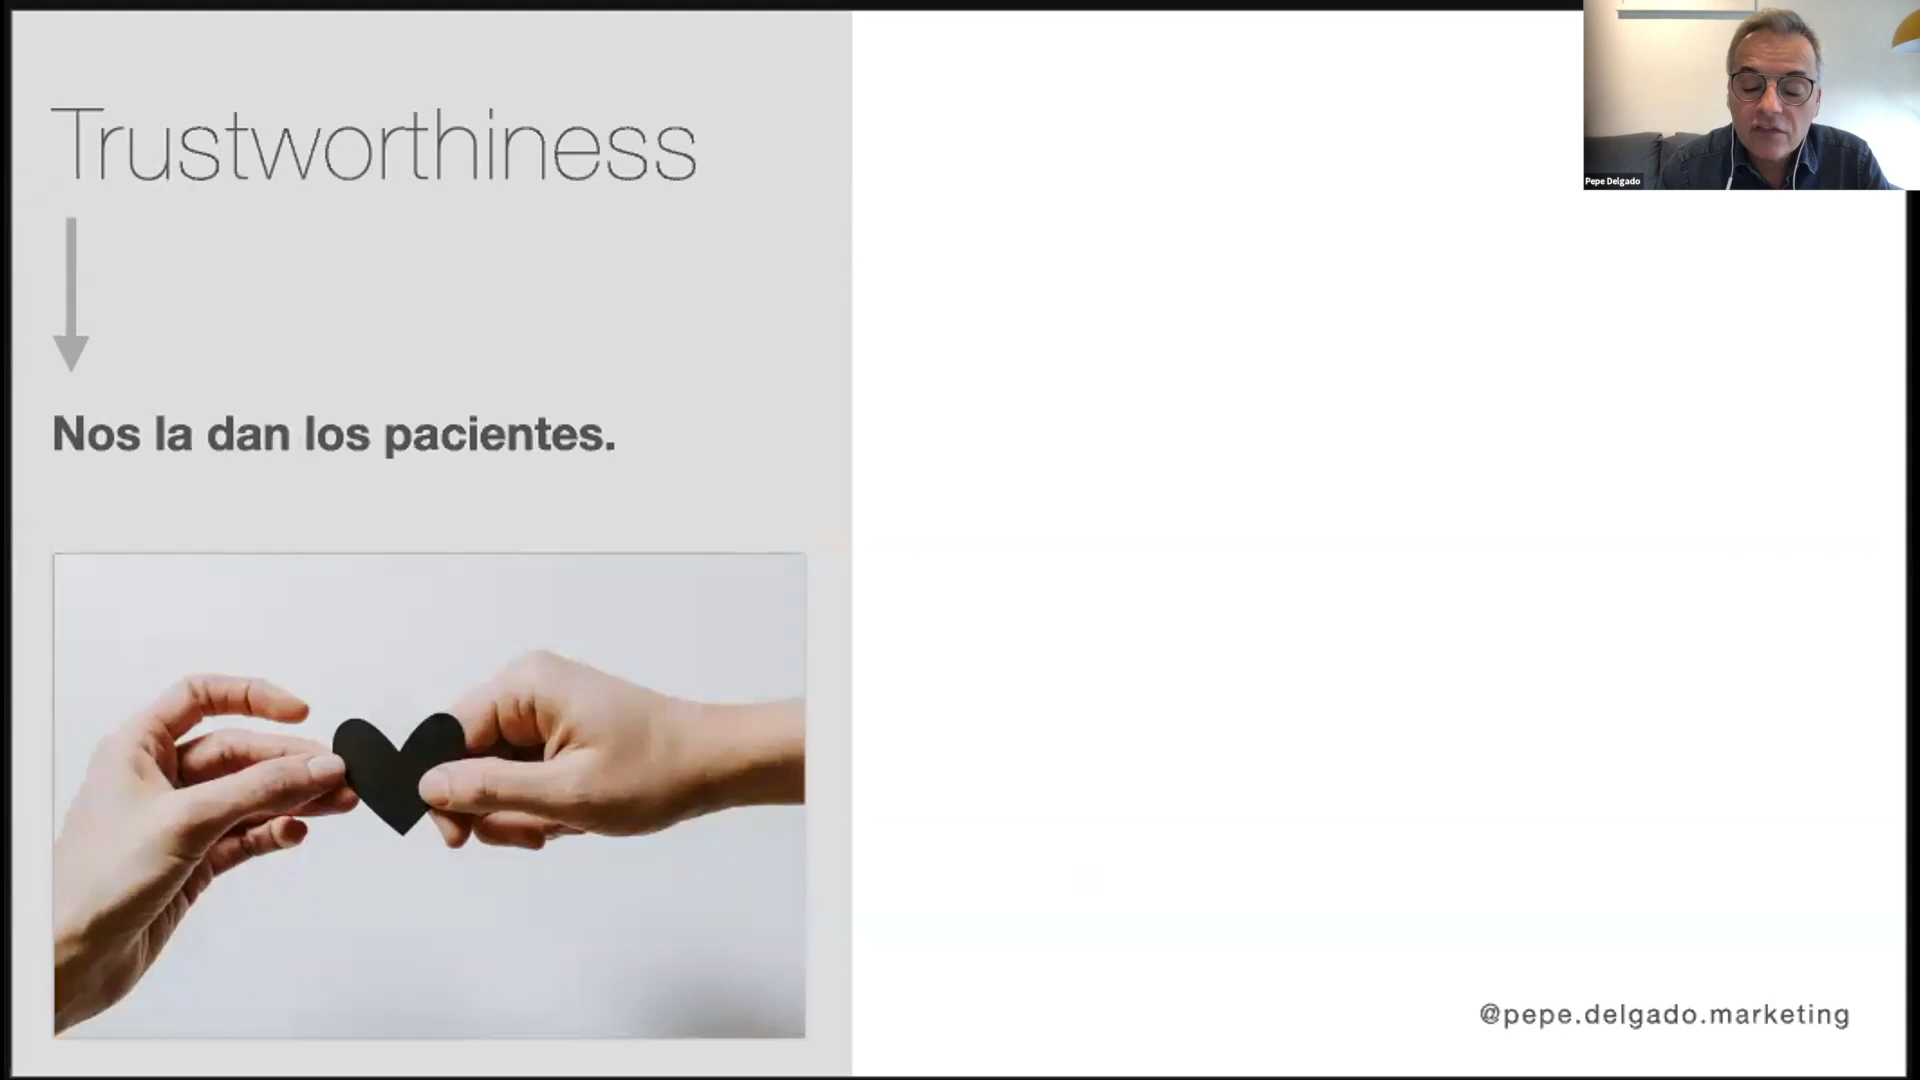 Trustworthiness
Nos la dan los pacientes.
Pepe Delgado
@pepe.delgado.marketing